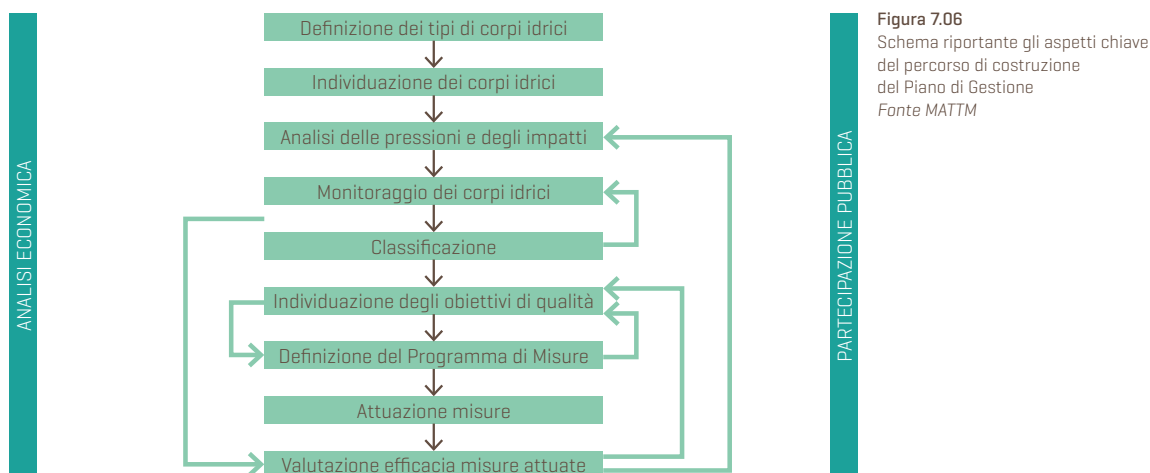 ANALISI ECONOMICA
Definizione dei tipi di corpi idrici
Individuazione dei corpi idrici
Analisi delle pressioni e degli impatti
Monitoraggio dei corpi idrici
Classificazione
Individuazione degli obiettivi di qualità
Definizione del Programma di Misure
Attuazione misure
Valutazione efficacia misure attuate
PARTECIPAZIONE PUBBLICA
Figura 7.06
Schema riportante gli aspetti chiave
del percorso di costruzione
del Piano di Gestione
Fonte MATTM